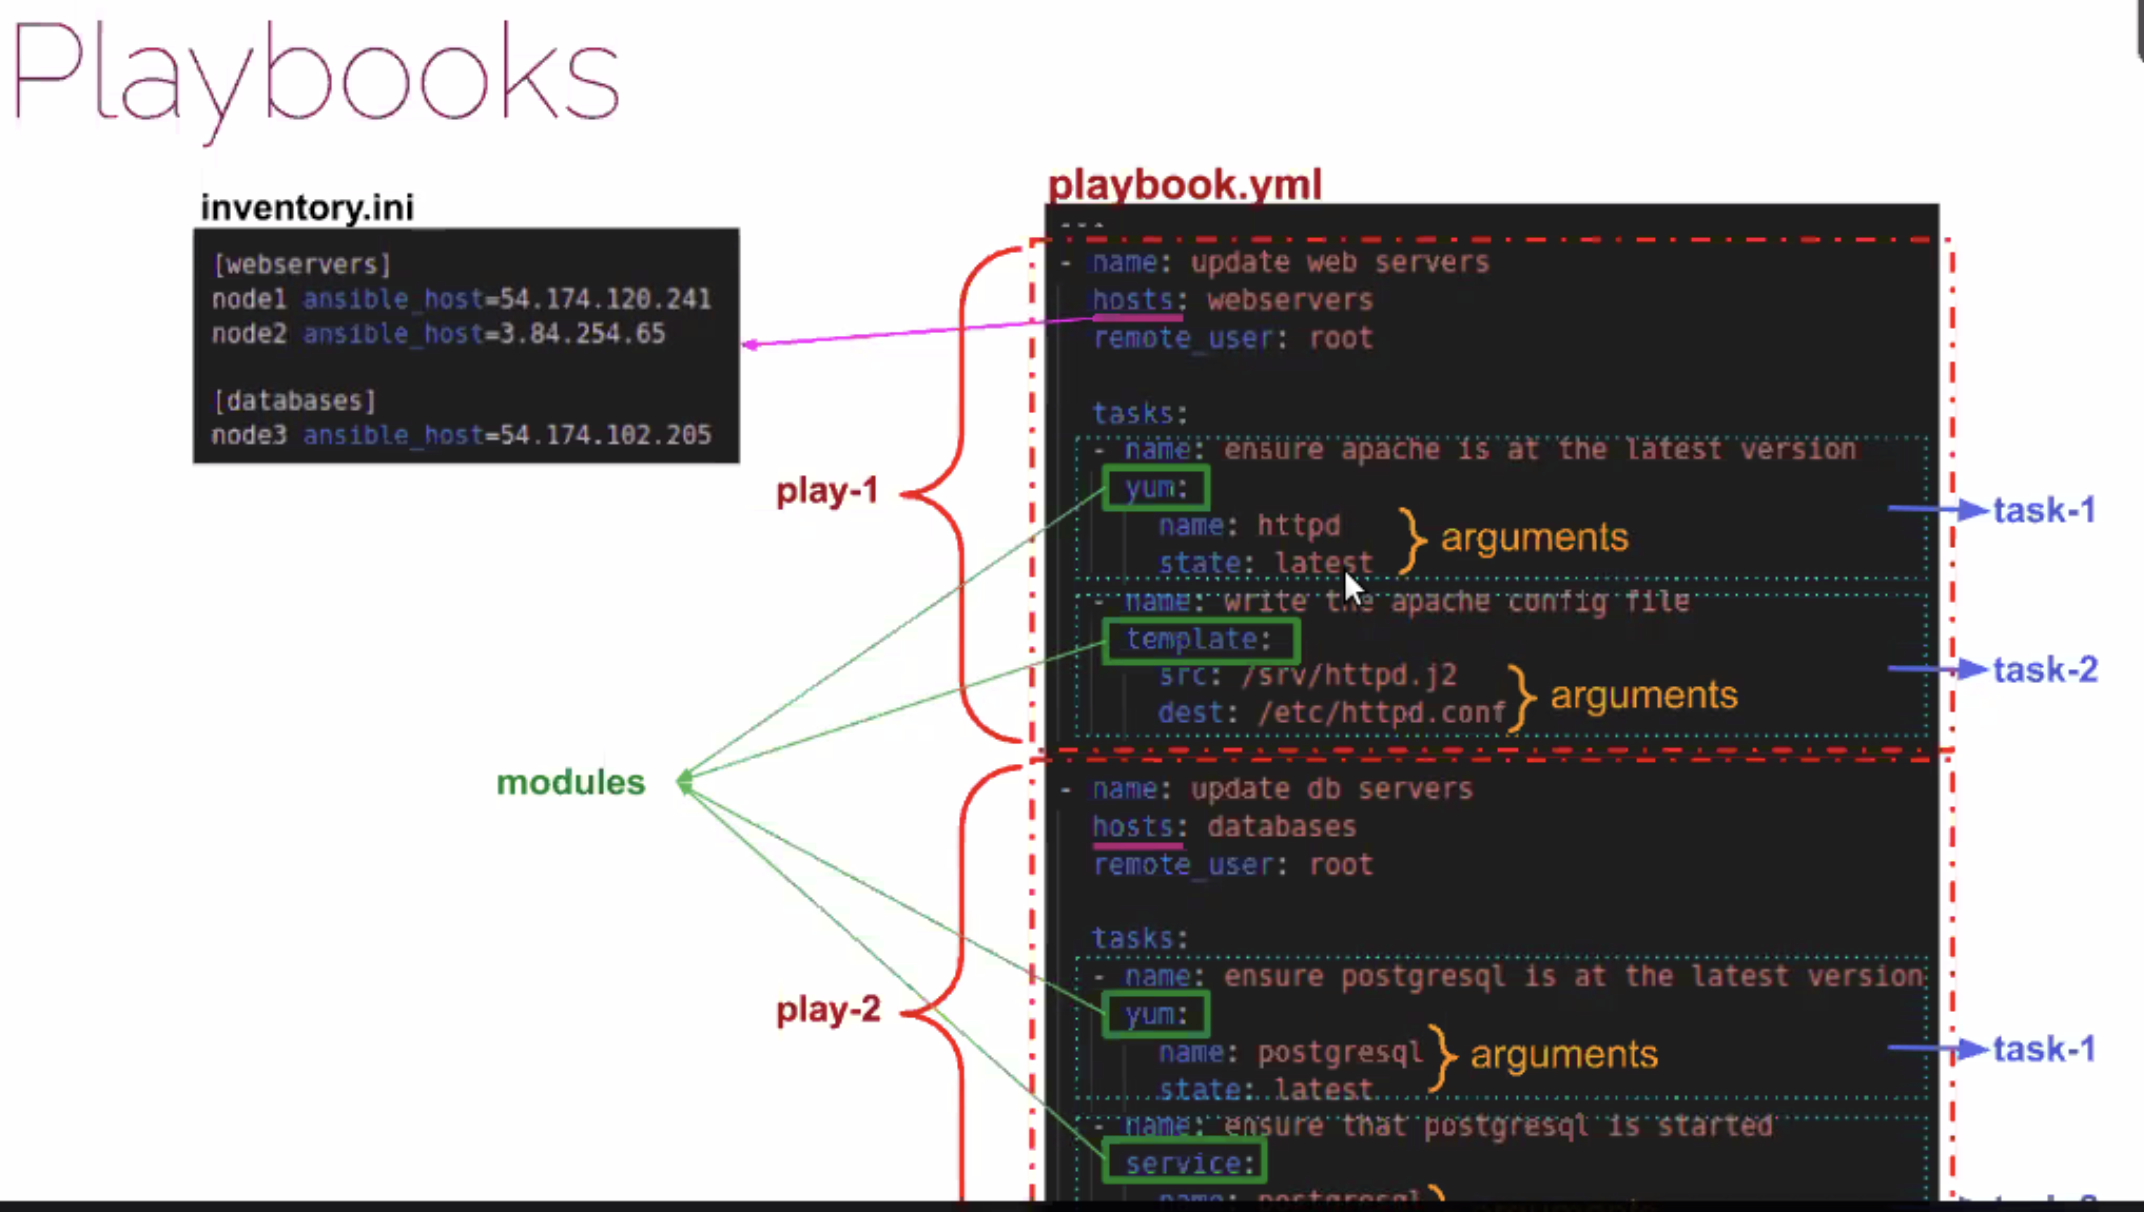 Playbooks
inventory.ini
[webservers]
node1 ansible_host=54.174.120.241
node2 ansible_host=3.84.254.65
[databases]
node3 ansible_host=54.174.102.205
playbook.yml
---
- name: update web servers
hosts: webservers
remote_user: root
tasks:
- name: ensure apache is at the latest version
yum:
name: httpd
state: latest
arguments
- name: write the apache config file
template:
src: /srv/httpd.j2
dest: /etc/httpd.conf
arguments
play-1
task-1
task-2
modules
- name: update db servers
hosts: databases
remote_user: root
tasks:
- name: ensure postgresql is at the latest version
yum:
name: postgresql
state: latest
arguments
- name: ensure that postgresql is started
service:
name: postgresql
play-2
task-1